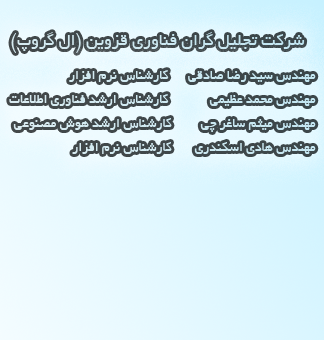 شرکت تجلیل گران فناوری قزوین (ال گروپ)
مهندس سید رضا صادقی کارشناس نرم افزار
مهندس محمد عظیمی کارشناس ارشد فناوری اطلاعات
مهندس میثم ساغر چی کارشناس ارشد هوش مصنوعی
مهندس هادی اسکندری کارشناس نرم افزار